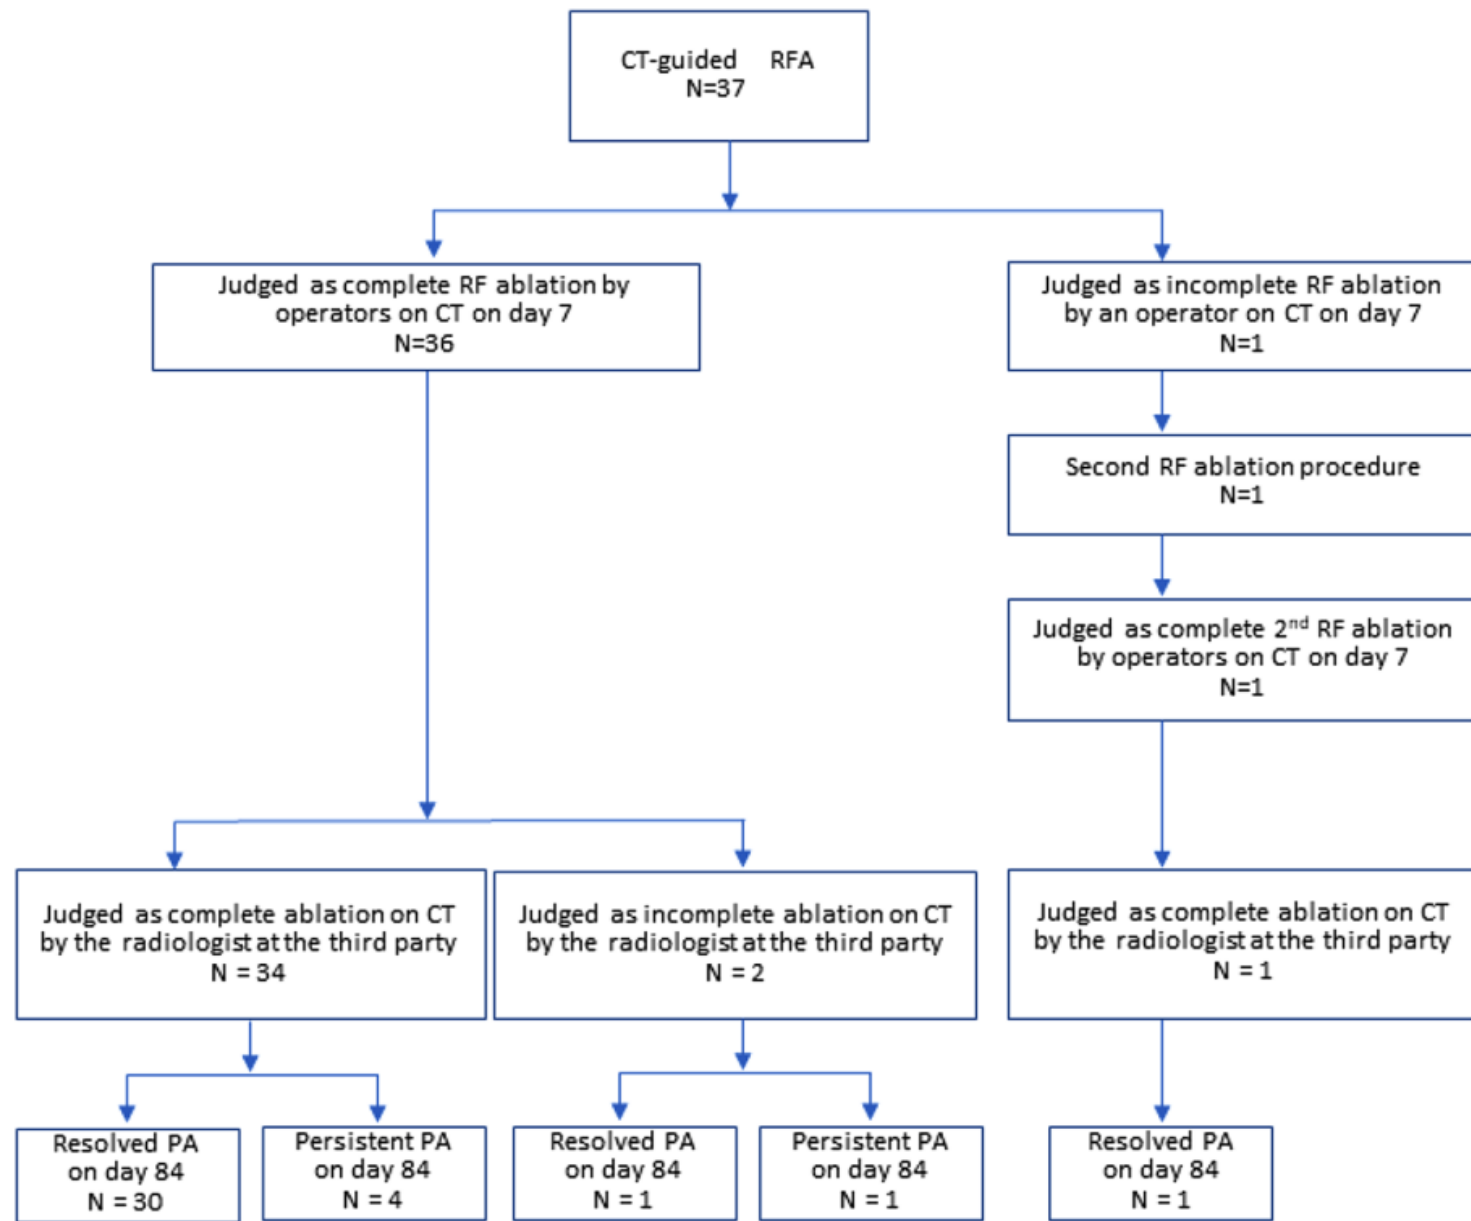 CT-guided RFA
N=37
Judged as complete RF ablation by
operators on CT on day 7
N=36
Judged as incomplete RF ablation
by an operator on CT on day 7
N=1
Second RF ablation procedure
N=1
Judged as complete 2nd RF ablation
by operators on CT on day 7
N=1
Judged as complete ablation on CT
by the radiologist at the third party
N = 34
Judged as incomplete ablation on CT
by the radiologist at the third party
N = 2
Judged as complete ablation on CT
by the radiologist at the third party
N = 1
Resolved PA
on day 84
N = 30
Persistent PA
on day 84
N = 4
Resolved PA
on day 84
N = 1
Persistent PA
on day 84
N = 1
Resolved PA
on day 84
N = 1